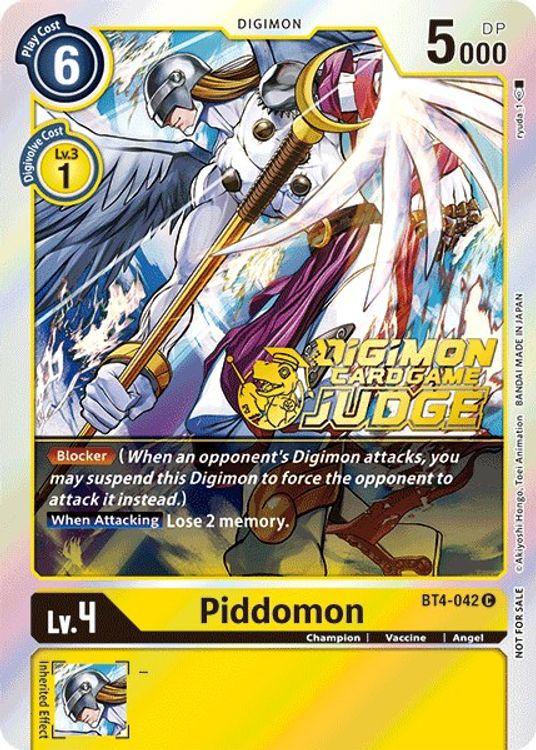 Play Cost
6
DIGIMON
5000
DP
Digivolve Cost
Lv.3
1
ryuda_1
DIGIMON
CARD GAME
JUDGE
Blocker (When an opponent's Digimon attacks, you
may suspend this Digimon to force the opponent to
attack it instead.)
When Attacking Lose 2 memory.
©Akiyoshi Hongo, Toei Animation BANDAI MADE IN JAPAN
NOT FOR SALE
Lv.4
Piddomon
BT4-042 C
Champion | Vaccine | Angel
Inherited Effect
–